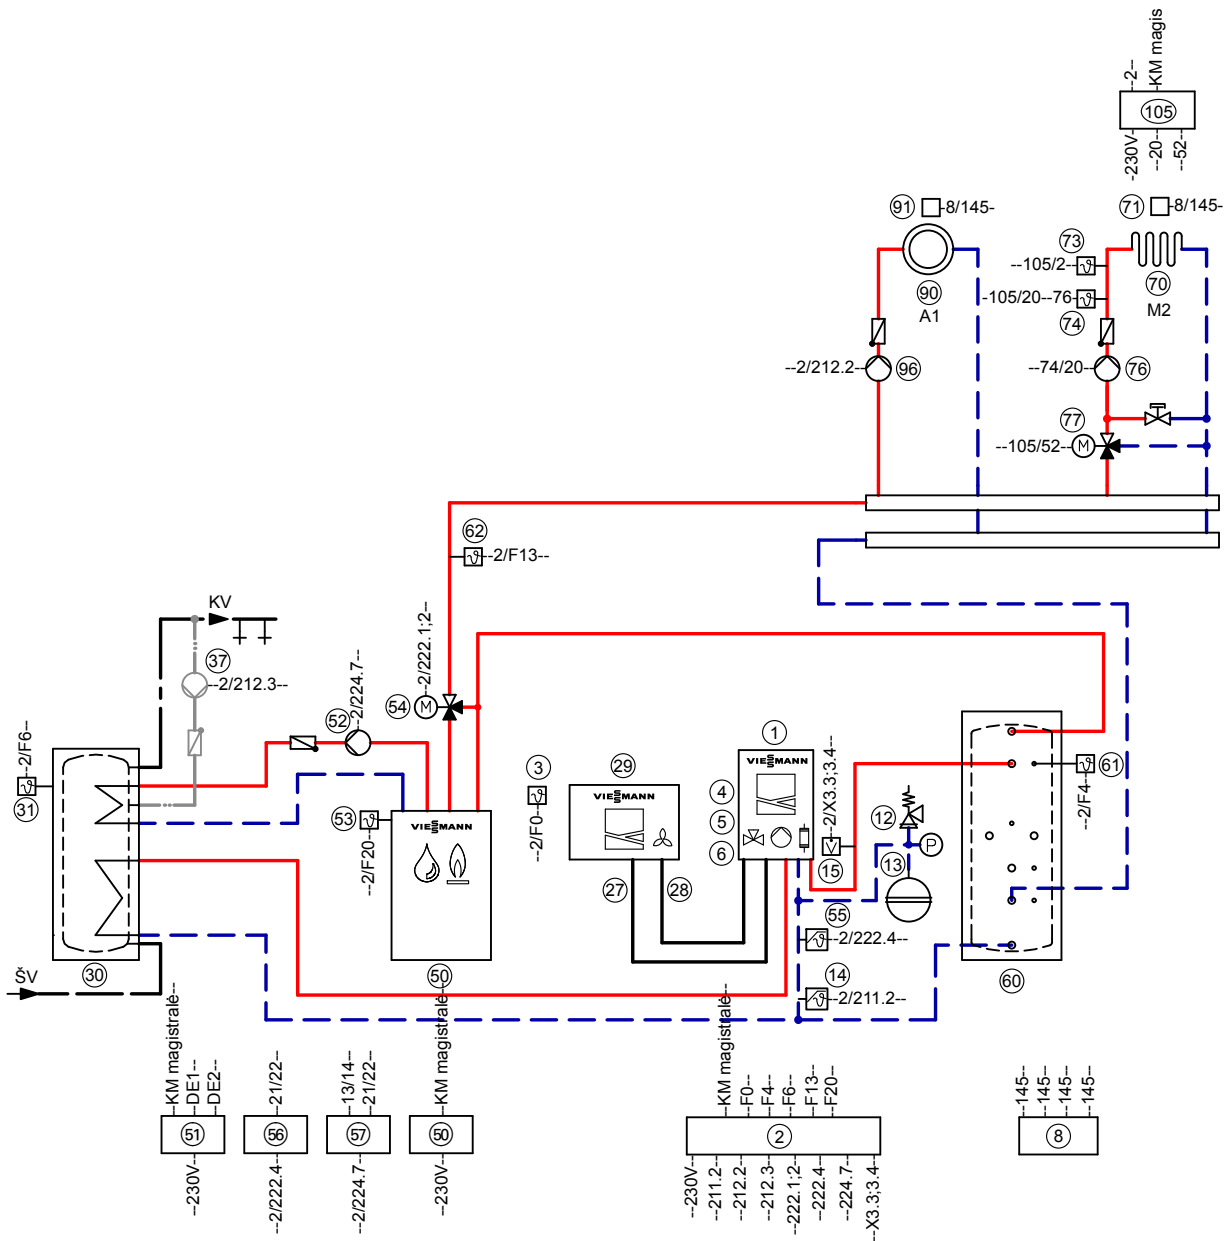 --2--
--KM magis
105
-230V-
--20--
--52--
91
-8/145-
71
-8/145-
73
--105/2--
90
A1
70
M2
-105/20--76-
74
--2/212.2--
96
--74/20--
76
77
--105/52--
M
62
--2/F13--
KV
--2/222.1;2--
37
--2/212.3--
--2/224.7--
54
M
52
1
--2/F6--
3
29
VIESSMANN
--2/X3.3;3.4--
61
31
4
--2/F4--
53
VIESSMANN
VIESSMANN
5
12
--2/F0--
6
P
--2/F20--
15
13
27
28
55
--2/222.4--
ŠV
30
50
14
--2/211.2--
60
--KM magistralė--
--DE1--
--DE2--
--21/22--
--13/14--
--21/22--
--KM magistralė--
--KM magistralė--
--F0--
--F4--
--F6--
--F13--
--F20--
--145--
--145--
--145--
--145--
51
56
57
50
2
8
--230V--
--2/222.4--
--2/224.7--
--230V--
--230V--
--211.2--
--212.2--
--212.3--
--222.1;2--
--222.4--
--224.7--
--X3.3;3.4--